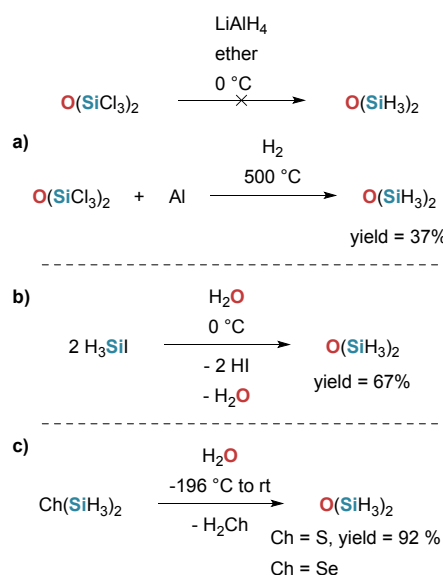 LiAlH₄
ether
0 °C
O(SiCl₃)₂ O(SiH₃)₂
a)
H₂
500 °C
O(SiCl₃)₂ + Al O(SiH₃)₂
yield = 37%
b)
H₂O
0 °C
2 H₃SiI O(SiH₃)₂
- 2 HI
- H₂O
yield = 67%
c)
H₂O
-196 °C to rt
Ch(SiH₃)₂ O(SiH₃)₂
- H₂Ch
Ch = S, yield = 92 %
Ch = Se